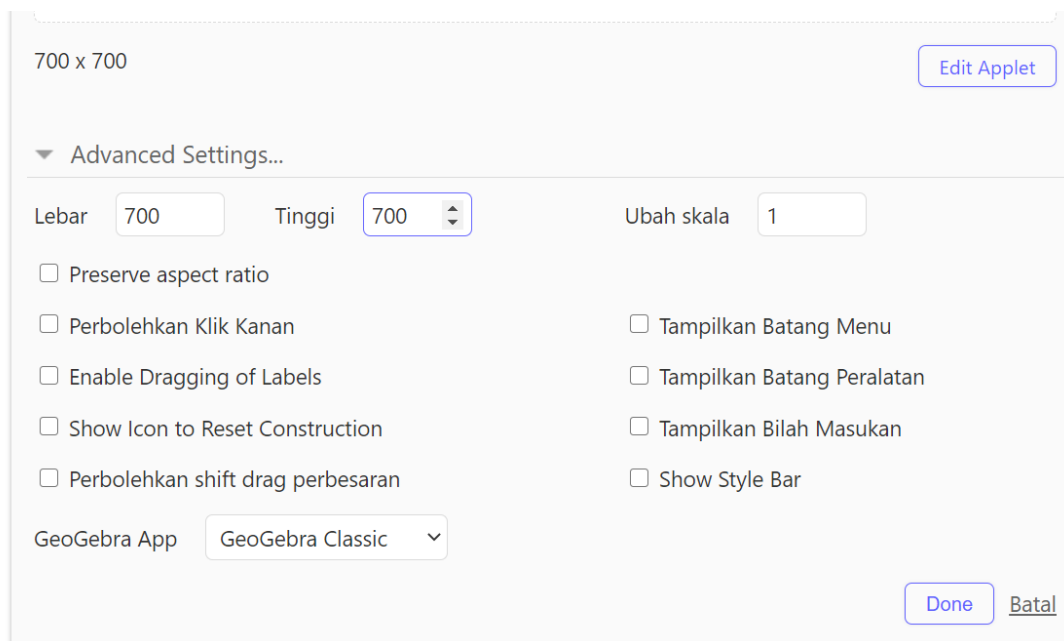 700 x 700
Edit Applet
Advanced Settings...
Lebar 700 Tinggi 700 Ubah skala 1
Preserve aspect ratio
Perbolehkan Klik Kanan Tampilkan Batang Menu
Enable Dragging of Labels Tampilkan Batang Peralatan
Show Icon to Reset Construction Tampilkan Bilah Masukan
Perbolehkan shift drag perbesaran Show Style Bar
GeoGebra App GeoGebra Classic
Done Batal